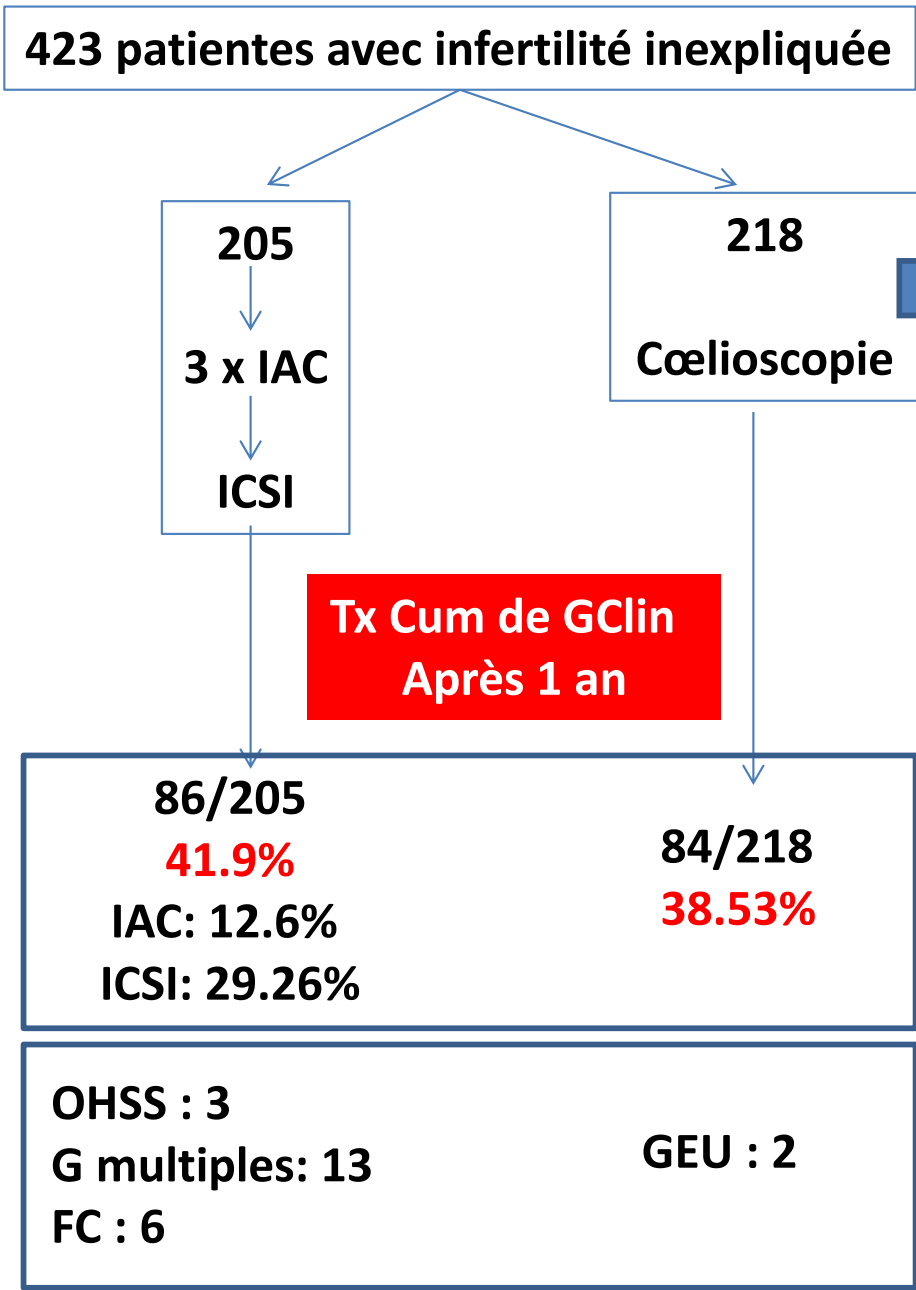 423 patientes avec infertilité inexpliquée
205
3 x IAC
ICSI
218
Cœlioscopie
Tx Cum de GClin
Après 1 an
86/205
41.9%
IAC: 12.6%
ICSI: 29.26%
84/218
38.53%
OHSS : 3
G multiples: 13
FC : 6
GEU : 2